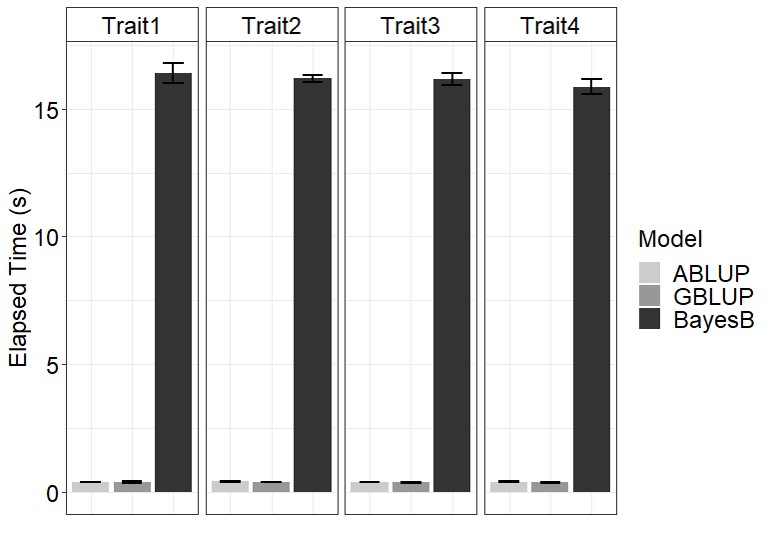 Trait1 Trait2 Trait3 Trait4
Elapsed Time (s)
15
10
5
0
Model
ABLUP
GBLUP
BayesB